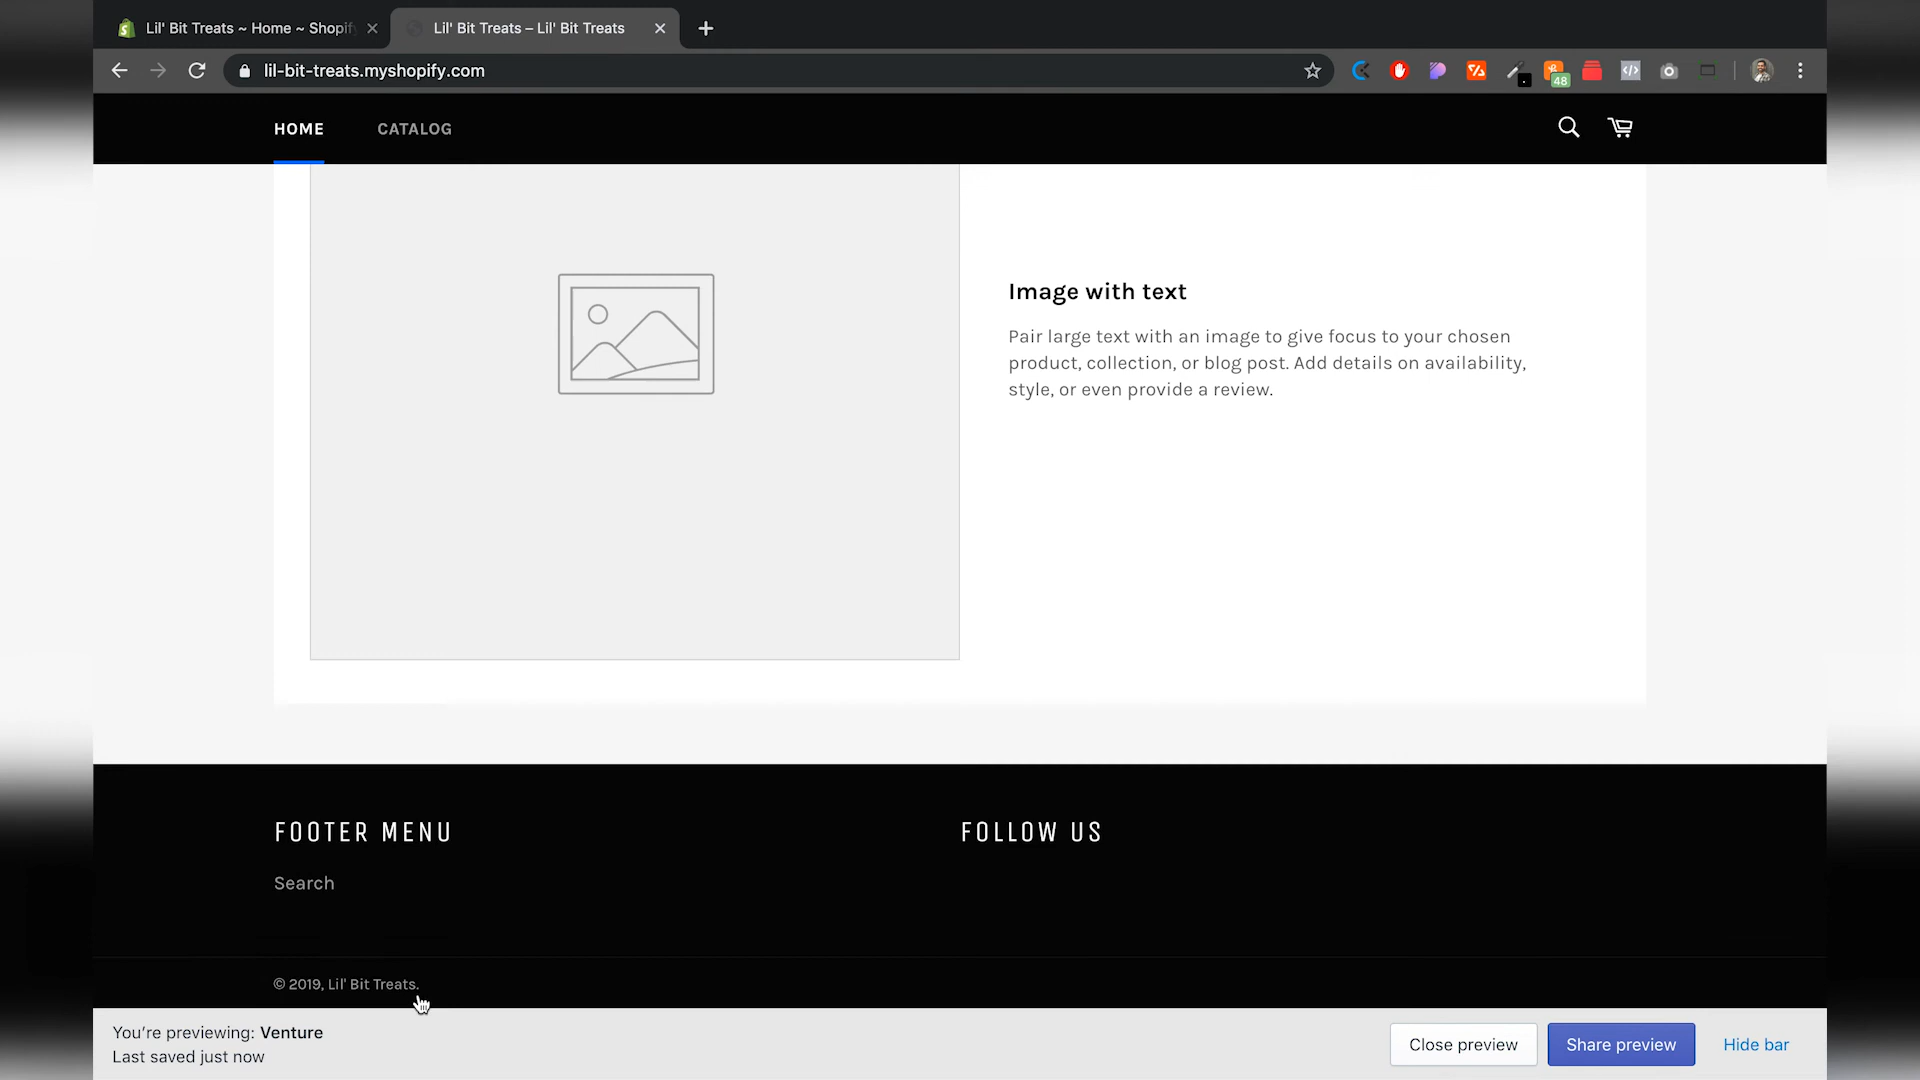 Lil' Bit Treats ~ Home ~ Shopif
Lil' Bit Treats – Lil' Bit Treats
lil-bit-treats.myshopify.com
48
HOME
CATALOG
Image with text
Pair large text with an image to give focus to your chosen
product, collection, or blog post. Add details on availability,
style, or even provide a review.
FOOTER MENU
FOLLOW US
Search
© 2019, Lil' Bit Treats.
You're previewing: Venture
Last saved just now
Close preview
Share preview
Hide bar